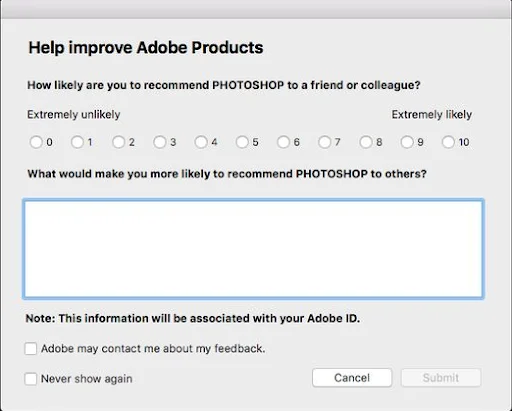 Help improve Adobe Products
How likely are you to recommend PHOTOSHOP to a friend or colleague?
Extremely unlikely Extremely likely
0 1 2 3 4 5 6 7 8 9 10
What would make you more likely to recommend PHOTOSHOP to others?
Note: This information will be associated with your Adobe ID.
Adobe may contact me about my feedback.
Never show again Cancel Submit